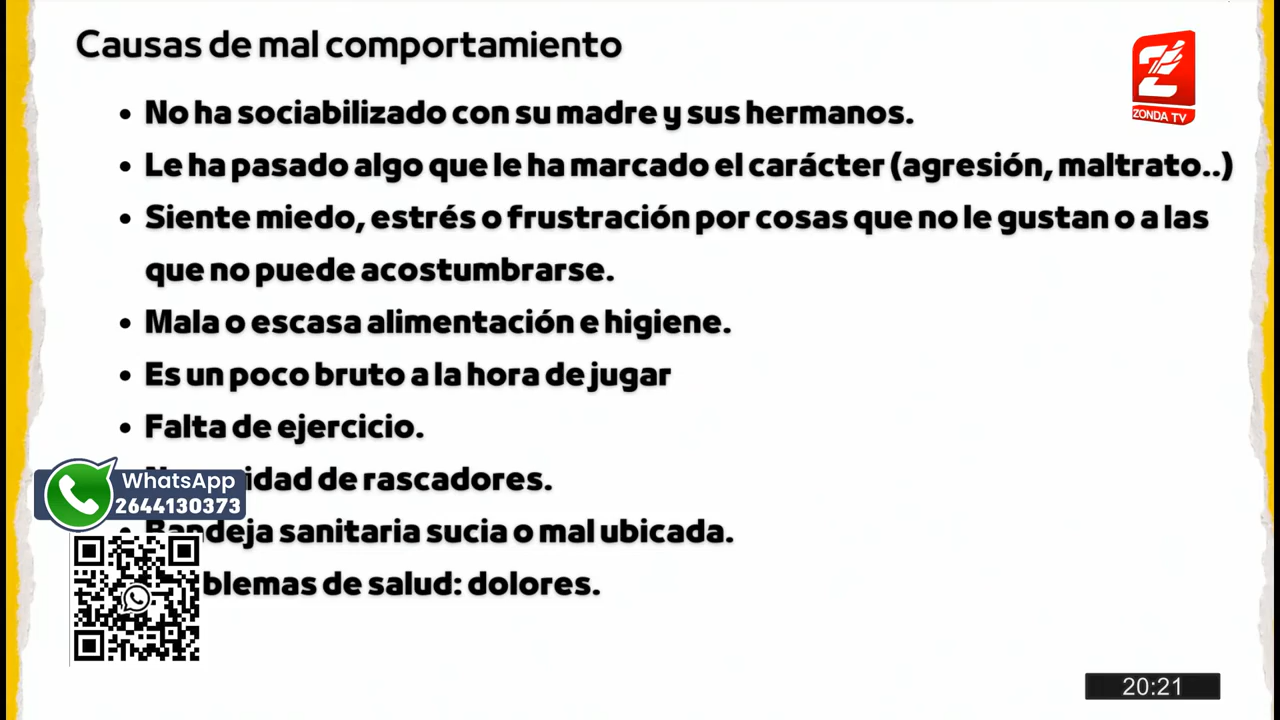 Causas de mal comportamiento
ZONDA TV
• No ha sociabilizado con su madre y sus hermanos.
• Le ha pasado algo que le ha marcado el carácter (agresión, maltrato..)
• Siente miedo, estrés o frustración por cosas que no le gustan o a las
que no puede acostumbrarse.
• Mala o escasa alimentación e higiene.
• Es un poco bruto a la hora de jugar
• Falta de ejercicio.
de rascadores.
WhatsApp
2644130373
• Bandeja sanitaria sucia o mal ubicada.
de salud: dolores.
20:21